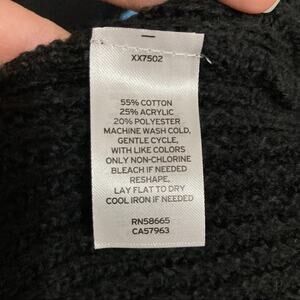 XX7502
55% COTTON
25% ACRYLIC
20% POLYESTER
MACHINE WASH COLD,
GENTLE CYCLE,
WITH LIKE COLORS
ONLY NON-CHLORINE
BLEACH IF NEEDED
RESHAPE,
LAY FLAT TO DRY
COOL IRON IF NEEDED
RN58665
CA57963